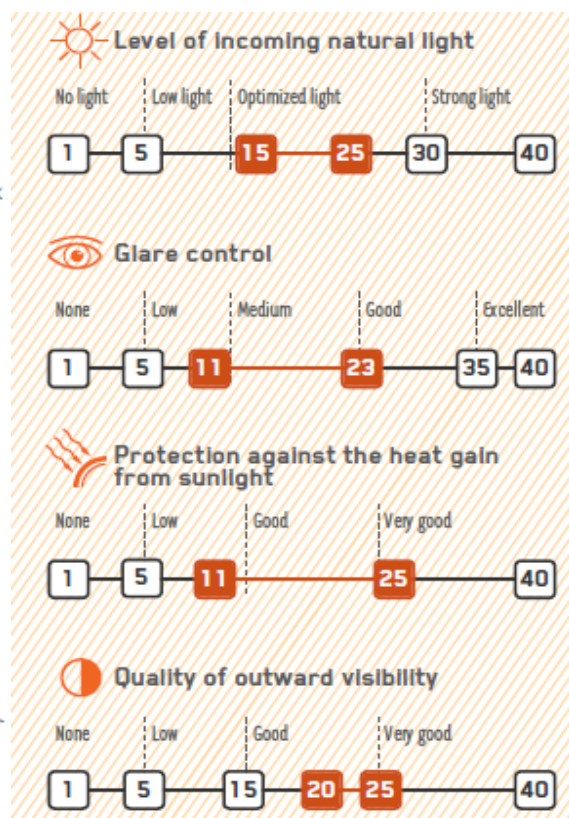 Level of incoming natural light
No light Low light Optimized light Strong light
1 5 15 25 30 40
Glare control
None Low Medium Good Excellent
1 5 11 23 35 40
Protection against the heat gain
from sunlight
None Low Good Very good
1 5 11 25 40
Quality of outward visibility
None Low Good Very good
1 5 15 20 25 40